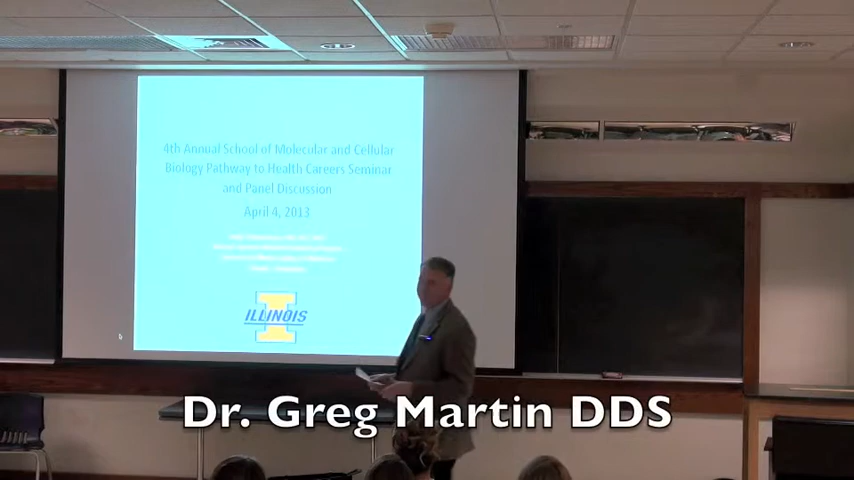 4th Annual School of Molecular and Cellular
Biology Pathway to Health Careers Seminar
and Panel Discussion
April 4, 2013
ILLINOIS
Dr. Greg Martin DDS